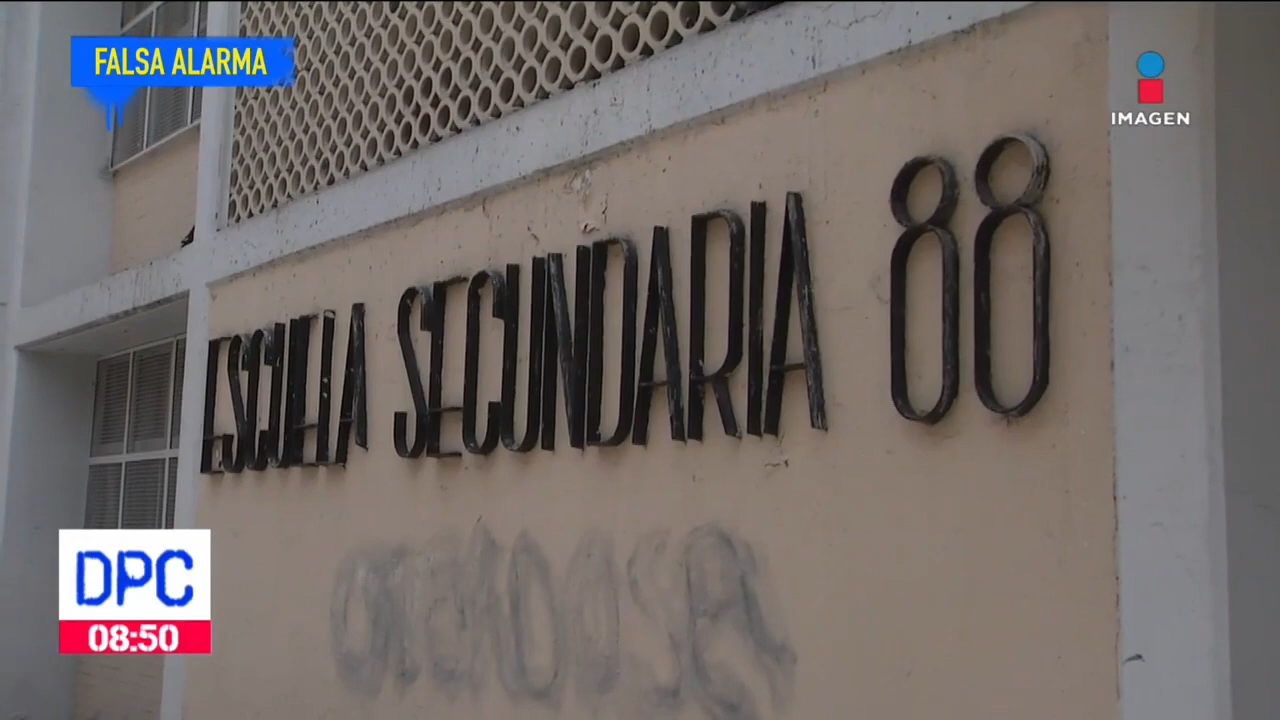 FALSA ALARMA
IMAGEN
ESCUELA SECUNDARIA 88
DPC
08:50